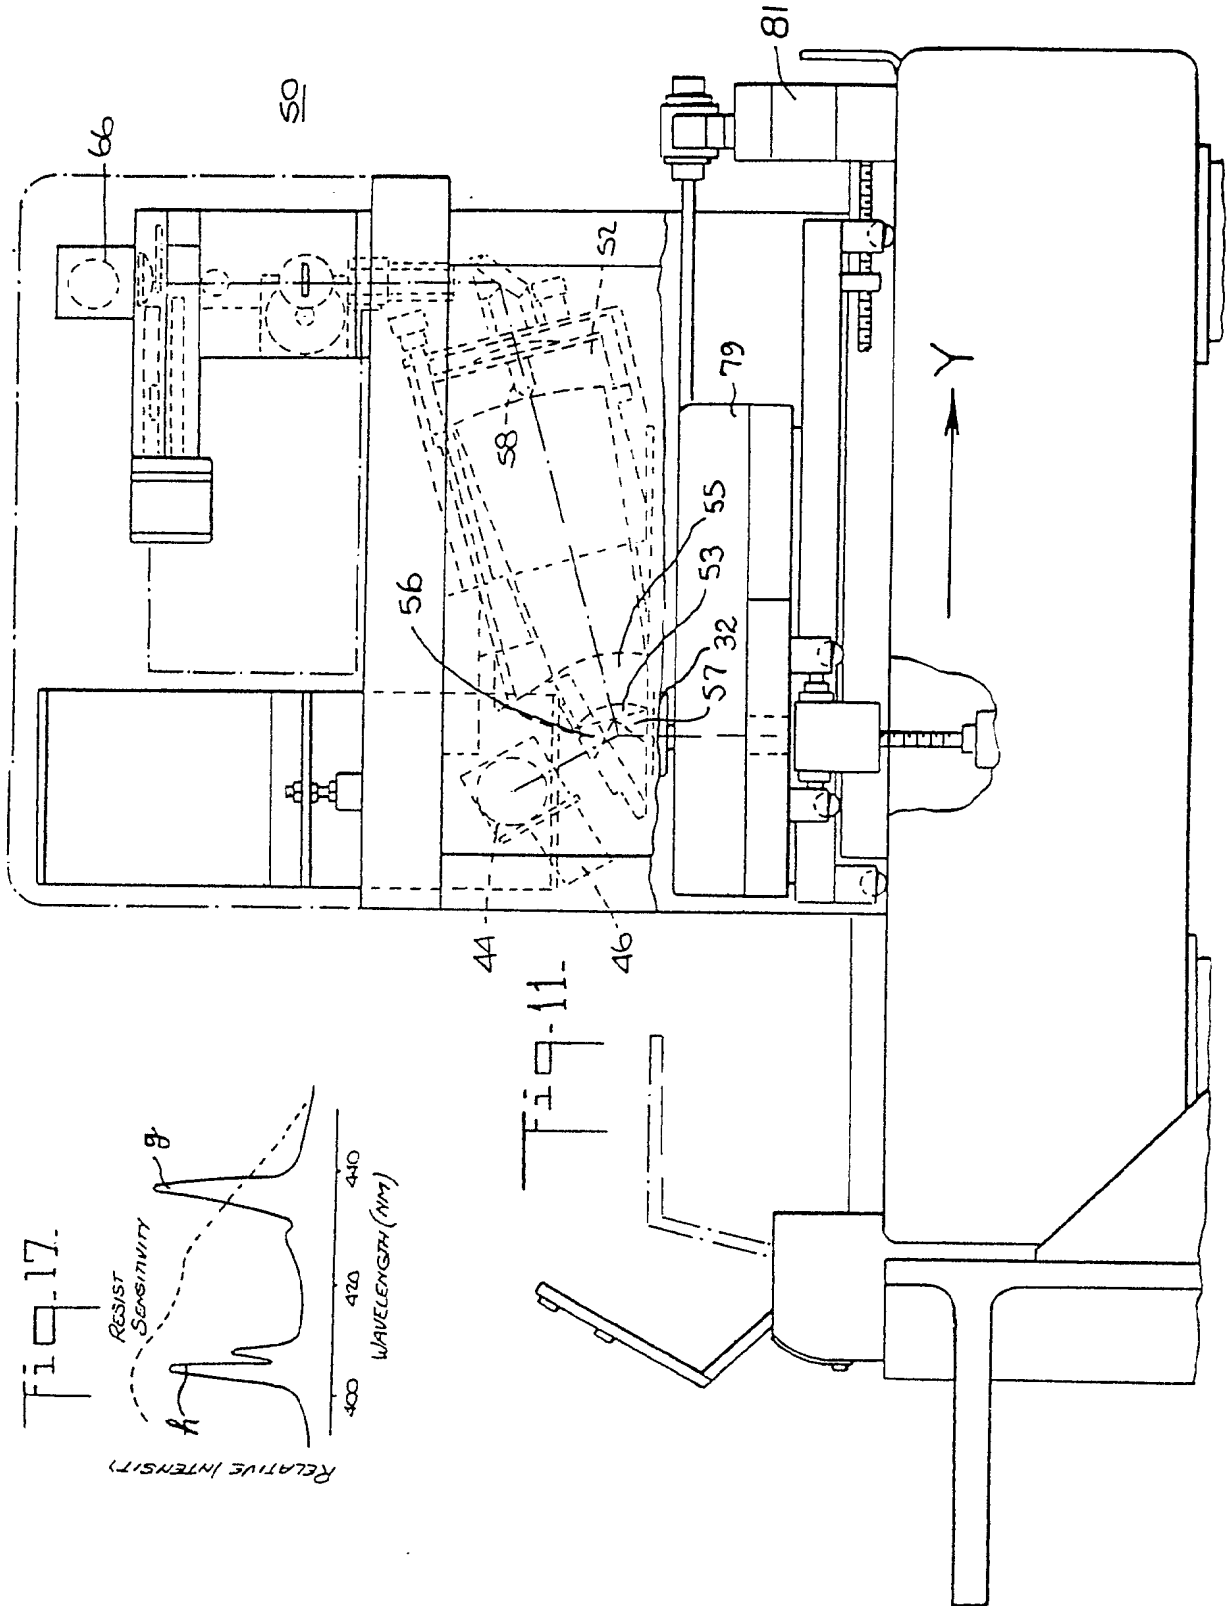 Fig. 17.
RESIST
SENSITIVITY
h
g
RELATIVE INTENSIT
400
420
440
WAVELENGTH (NM)
Fig. 11.
50
66
52
58
56
55
53
57
32
79
81
44
46
Y